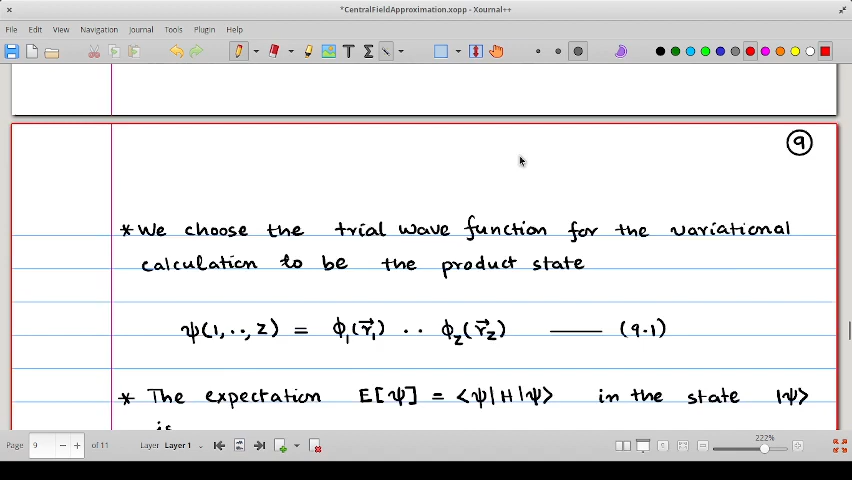 *CentralFieldApproximation.xopp - Xournal++
File Edit View Navigation Journal Tools Plugin Help
9
* We choose the trial wave function for the variational
calculation to be the product state
ψ(1,..,Z) = ϕ₁(r⃗₁) .. ϕ_Z(r⃗_Z) —— (9.1)
* The expectation E[ψ] = <ψ|H|ψ> in the state |ψ>
is
Page 9 of 11 Layer Layer 1 222%